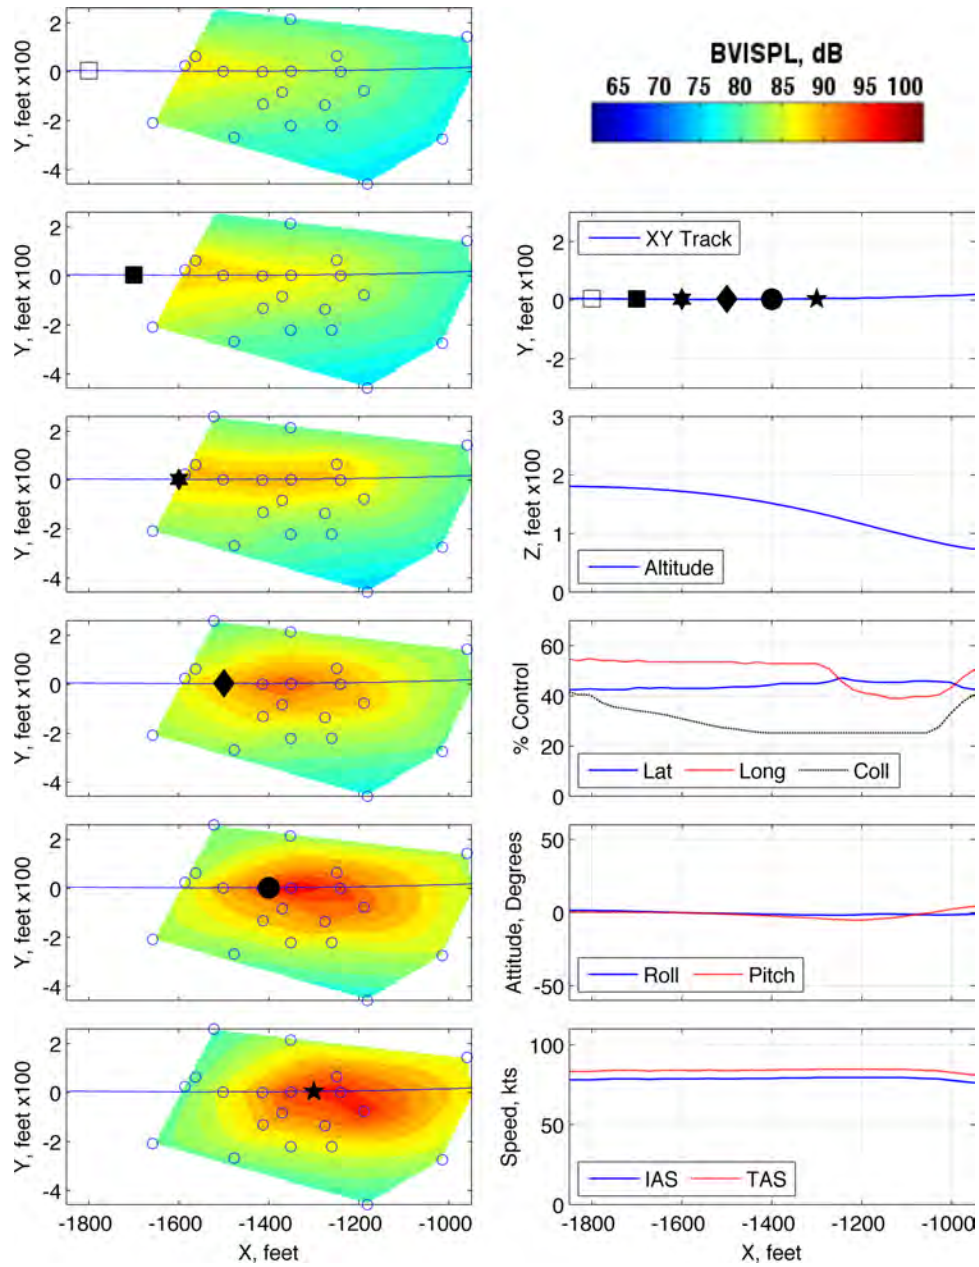 BVISPL, dB
65 70 75 80 85 90 95 100
Y, feet x100
2
0
-2
-4
Y, feet x100
2
0
-2
-4
XY Track
Y, feet x100
2
0
-2
Y, feet x100
2
0
-2
-4
Z, feet x100
3
2
1
0
Altitude
Y, feet x100
2
0
-2
-4
% Control
60
40
20
0
Lat Long Coll
Y, feet x100
2
0
-2
-4
Attitude, Degrees
50
0
-50
Roll Pitch
Y, feet x100
2
0
-2
-4
-1800 -1600 -1400 -1200 -1000
X, feet
Speed, kts
100
50
0
IAS TAS
-1800 -1600 -1400 -1200 -1000
X, feet